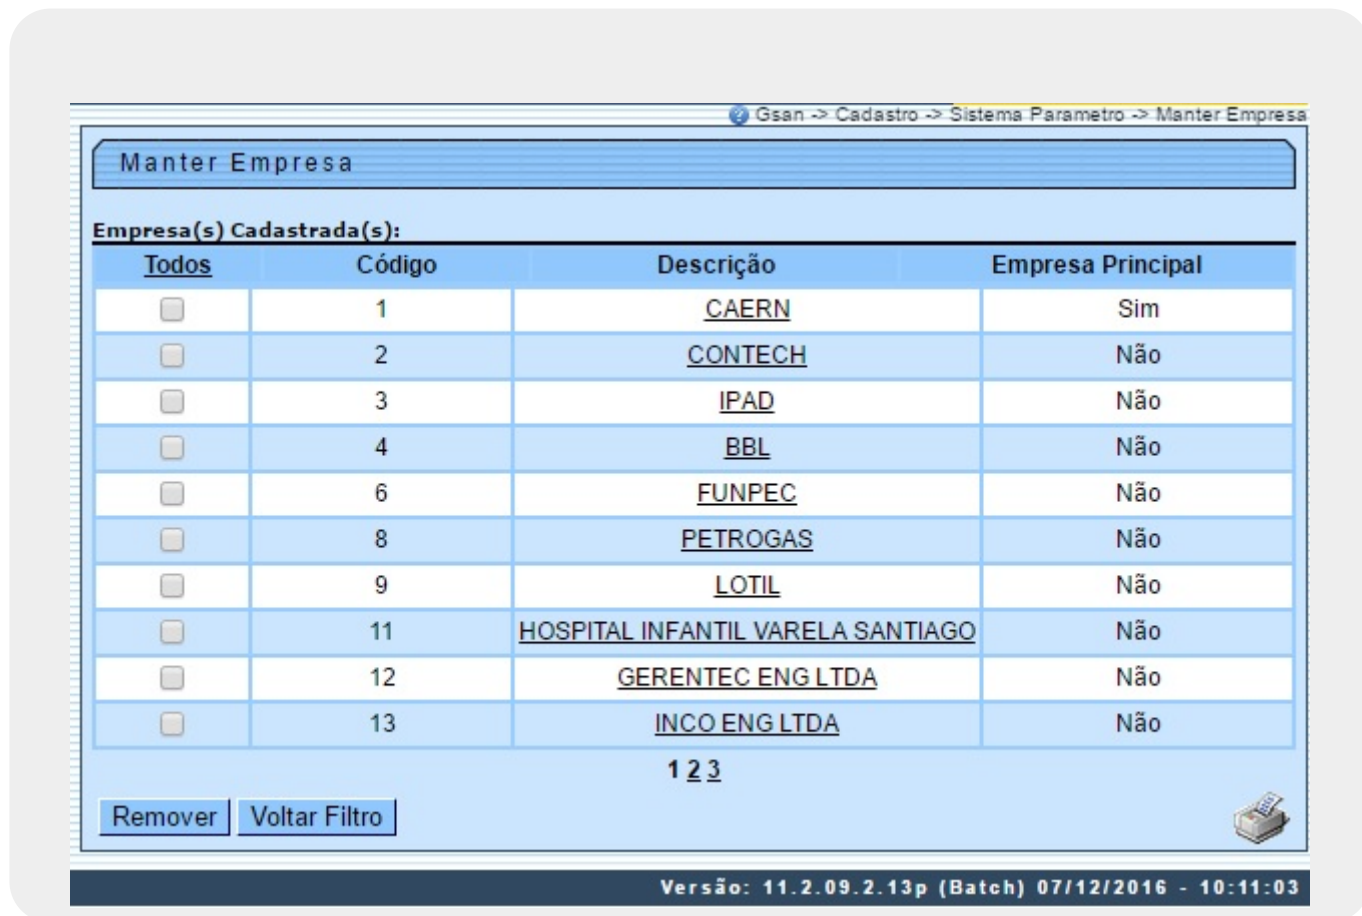 Gsan -> Cadastro -> Sistema Parametro -> Manter Empresa
Manter Empresa
Empresa(s) Cadastrada(s):
Todos Código Descrição Empresa Principal
1 CAERN Sim
2 CONTECH Não
3 IPAD Não
4 BBL Não
6 FUNPEC Não
8 PETROGAS Não
9 LOTIL Não
11 HOSPITAL INFANTIL VARELA SANTIAGO Não
12 GERENTEC ENG LTDA Não
13 INCO ENG LTDA Não
1 2 3
Remover Voltar Filtro
Versão: 11.2.09.2.13p (Batch) 07/12/2016 - 10:11:03